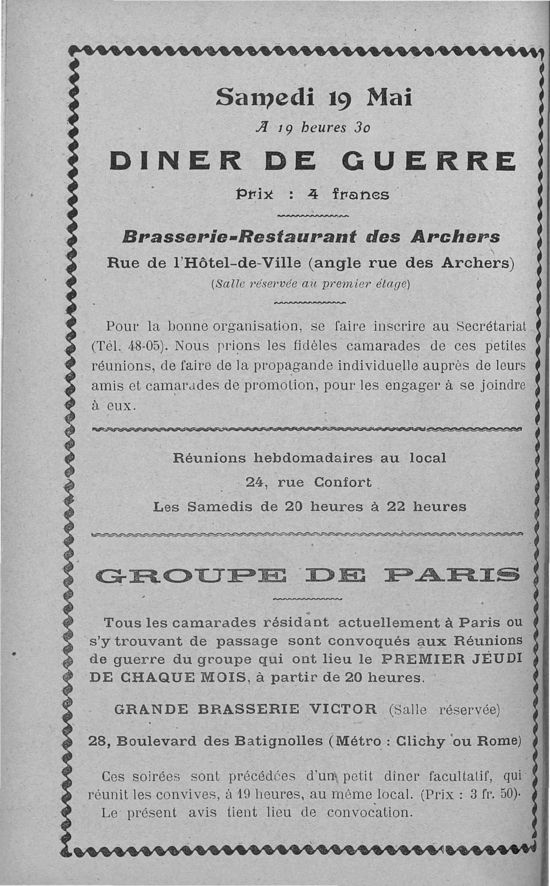 Samedi 19 Mai
A 19 heures 30
DINER DE GUERRE
Prix : 4 francs
Brasserie-Restaurant des Archers
Rue de l'Hôtel-de-Ville (angle rue des Archers)
(Salle réservée au premier étage)
Pour la bonne organisation, se faire inscrire au Secrétariat
(Tél. 48-05). Nous prions les fidèles camarades de ces petites
réunions, de faire de la propagande individuelle auprès de leurs
amis et camarades de promotion, pour les engager à se joindre
à eux.
Réunions hebdomadaires au local
24, rue Confort
Les Samedis de 20 heures à 22 heures
GROUPE DE PARIS
Tous les camarades résidant actuellement à Paris ou
s'y trouvant de passage sont convoqués aux Réunions
de guerre du groupe qui ont lieu le PREMIER JEUDI
DE CHAQUE MOIS, à partir de 20 heures.
GRANDE BRASSERIE VICTOR (Salle réservée)
28, Boulevard des Batignolles (Métro : Clichy ou Rome)
Ces soirées sont précédées d'un petit dîner facultatif, qui
réunit les convives, à 19 heures, au même local. (Prix : 3 fr. 50).
Le présent avis tient lieu de convocation.